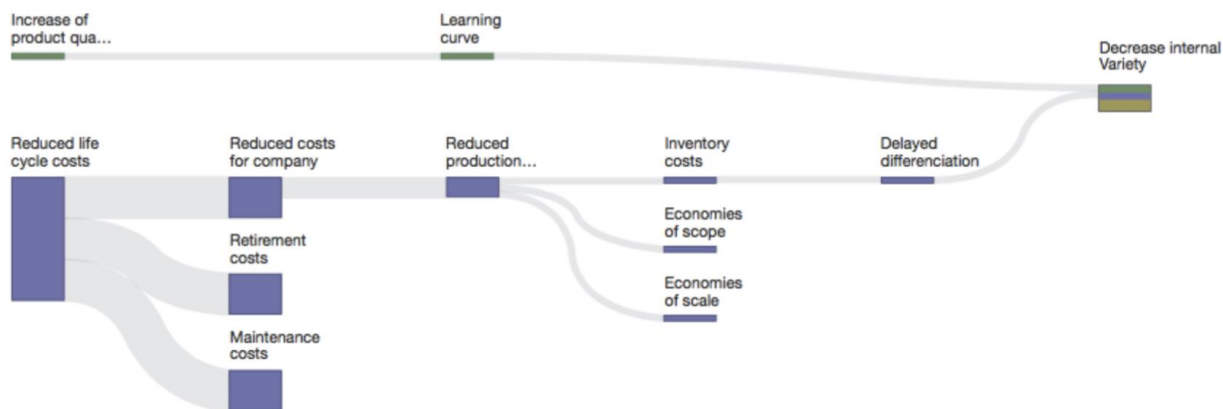 Increase of
product qua...
Learning
curve
Decrease internal
Variety
Reduced life
cycle costs
Reduced costs
for company
Reduced
production...
Inventory
costs
Delayed
differenciation
Economies
of scope
Retirement
costs
Economies
of scale
Maintenance
costs